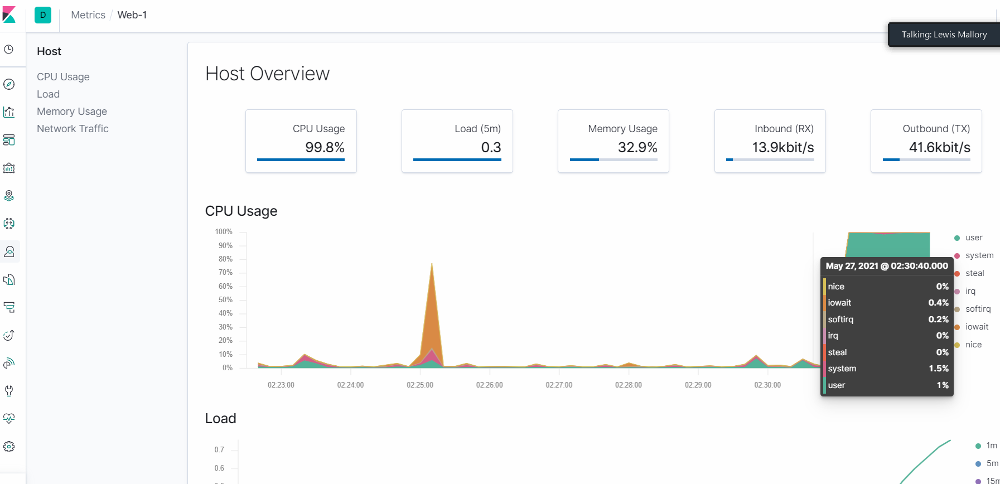 D Metrics / Web-1
Talking: Lewis Mallory
Host
CPU Usage
Load
Memory Usage
Network Traffic
Host Overview
CPU Usage
99.8%
Load (5m)
0.3
Memory Usage
32.9%
Inbound (RX)
13.9kbit/s
Outbound (TX)
41.6kbit/s
CPU Usage
100%
90%
80%
70%
60%
50%
40%
30%
20%
10%
0%
02:23:00 02:24:00 02:25:00 02:26:00 02:27:00 02:28:00 02:29:00 02:30:00
May 27, 2021 @ 02:30:40.000
nice 0%
iowait 0.4%
softirq 0.2%
irq 0%
steal 0%
system 1.5%
user 1%
user
system
steal
irq
softirq
iowait
nice
Load
0.7
0.6
1m
5m